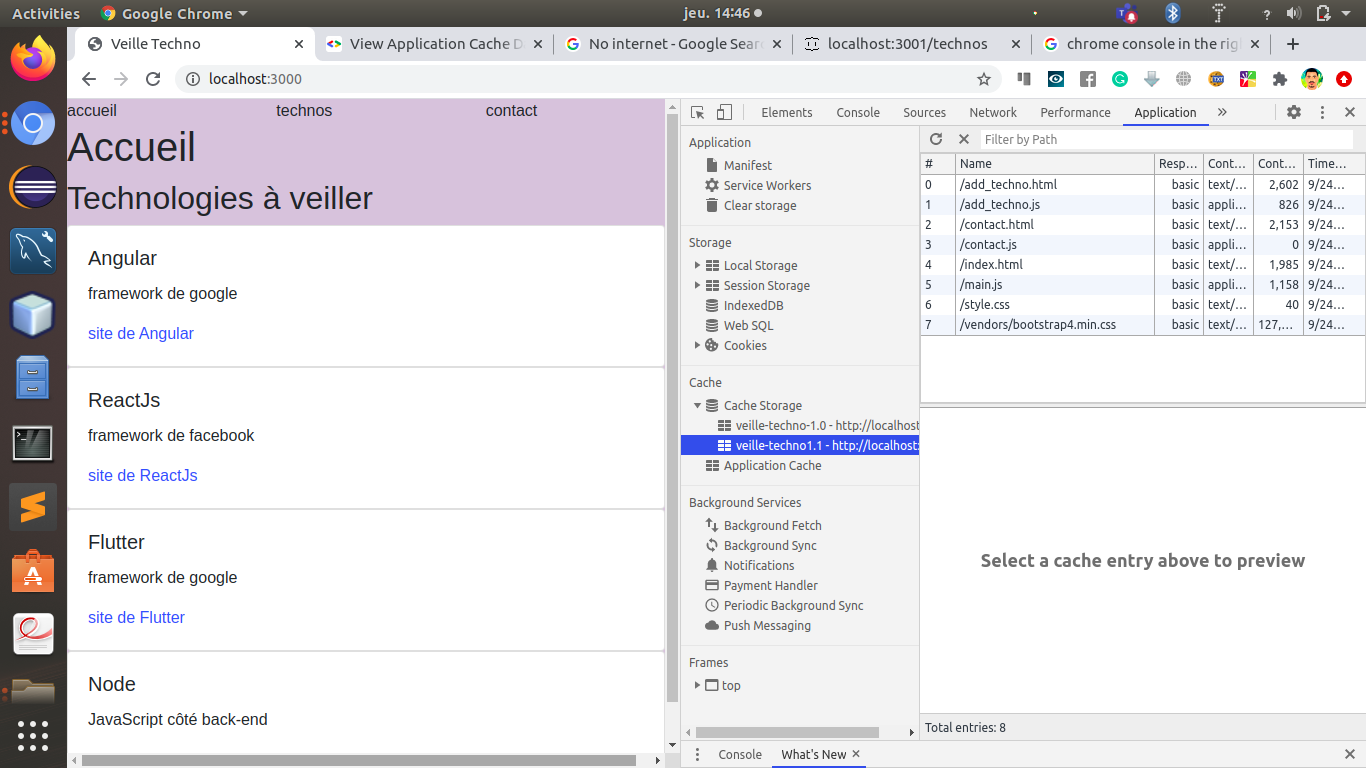 Activities Google Chrome jeu. 14:46
Veille Techno View Application Cache D No internet - Google Sear localhost:3001/technos chrome console in the rig
localhost:3000
accueil technos contact
Accueil
Technologies à veiller
Angular
framework de google
site de Angular
ReactJs
framework de facebook
site de ReactJs
Flutter
framework de google
site de Flutter
Node
JavaScript côté back-end
Elements Console Sources Network Performance Application
Application
Manifest
Service Workers
Clear storage
Storage
Local Storage
Session Storage
IndexedDB
Web SQL
Cookies
Cache
Cache Storage
veille-techno-1.0 - http://localhost
veille-techno1.1 - http://localhost:
Application Cache
Background Services
Background Fetch
Background Sync
Notifications
Payment Handler
Periodic Background Sync
Push Messaging
Frames
top
Filter by Path
# Name Resp… Cont… Cont… Time…
0 /add_techno.html basic text/… 2,602 9/24…
1 /add_techno.js basic appli… 826 9/24…
2 /contact.html basic text/… 2,153 9/24…
3 /contact.js basic appli… 0 9/24…
4 /index.html basic text/… 1,985 9/24…
5 /main.js basic appli… 1,158 9/24…
6 /style.css basic text/… 40 9/24…
7 /vendors/bootstrap4.min.css basic text/… 127,… 9/24…
Select a cache entry above to preview
Total entries: 8
Console What's New